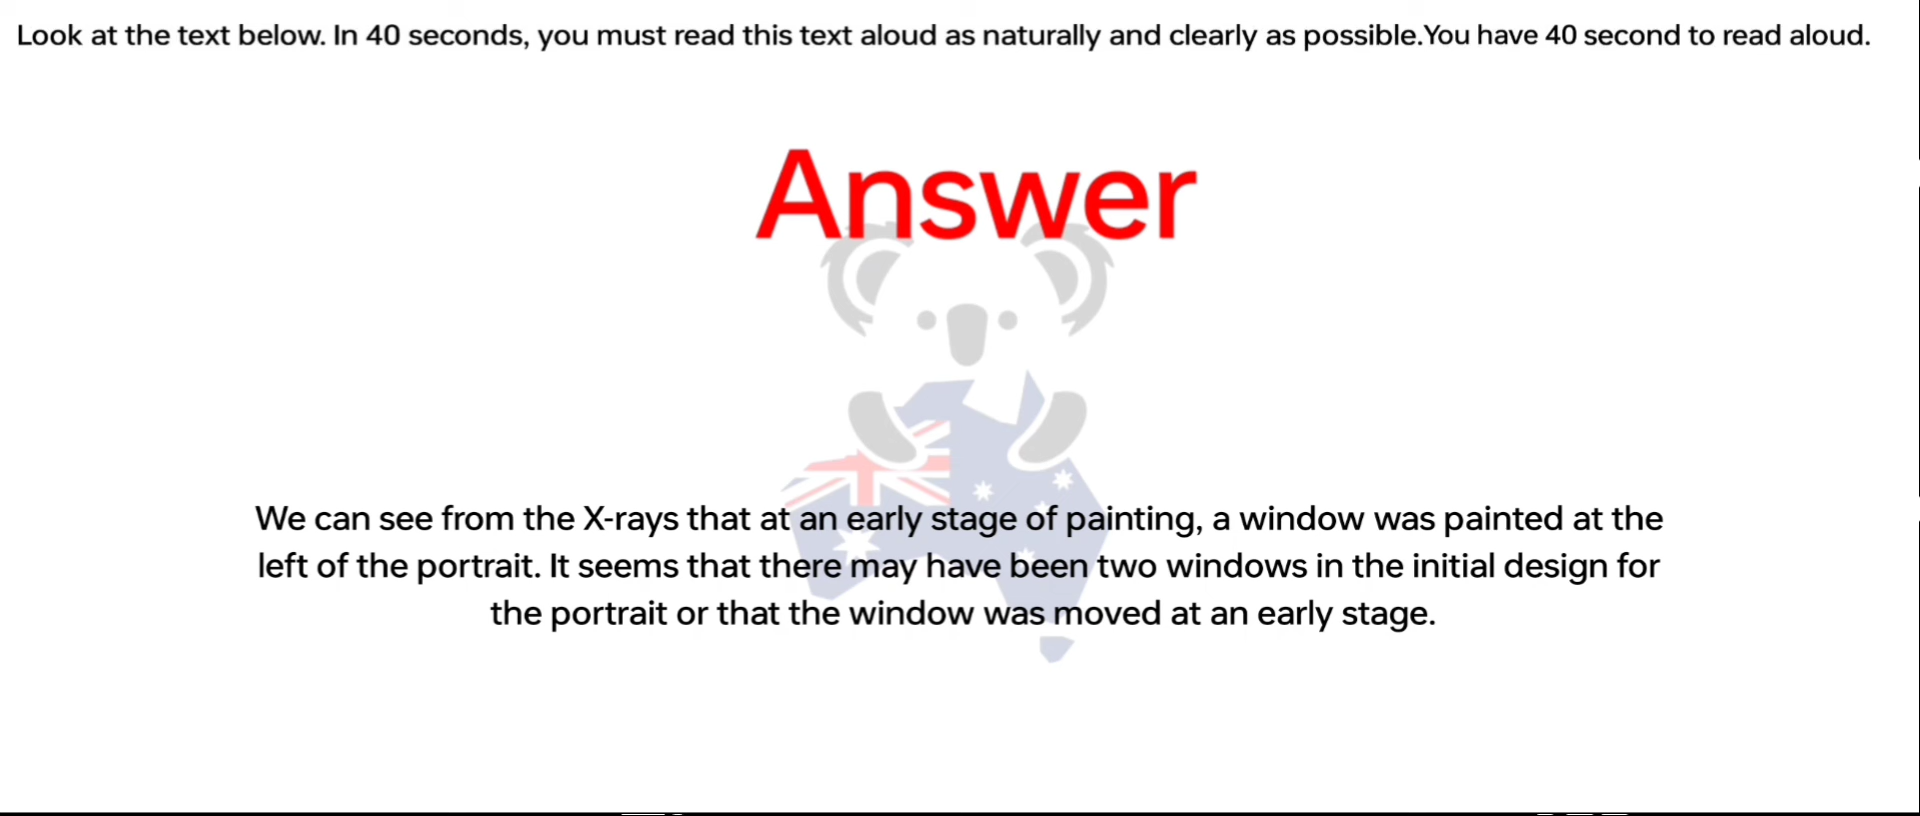 Look at the text below. In 40 seconds, you must read this text aloud as naturally and clearly as possible.You have 40 second to read aloud.
Answer
We can see from the X-rays that at an early stage of painting, a window was painted at the
left of the portrait. It seems that there may have been two windows in the initial design for
the portrait or that the window was moved at an early stage.